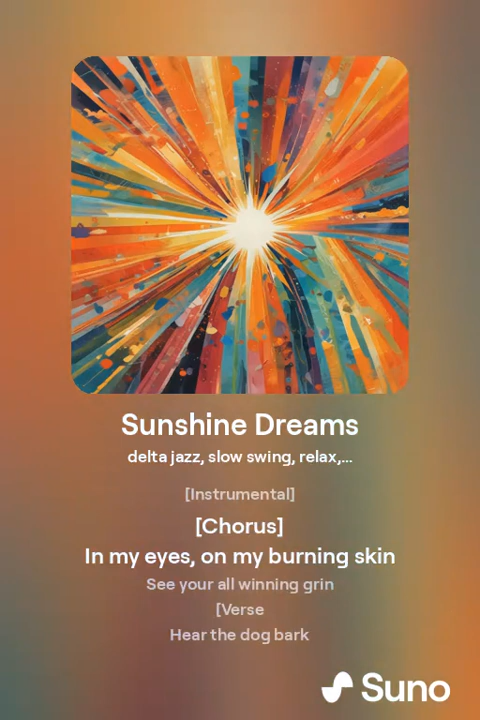 Sunshine Dreams
delta jazz, slow swing, relax,...
[Instrumental]
[Chorus]
In my eyes, on my burning skin
See your all winning grin
[Verse
Hear the dog bark
Suno